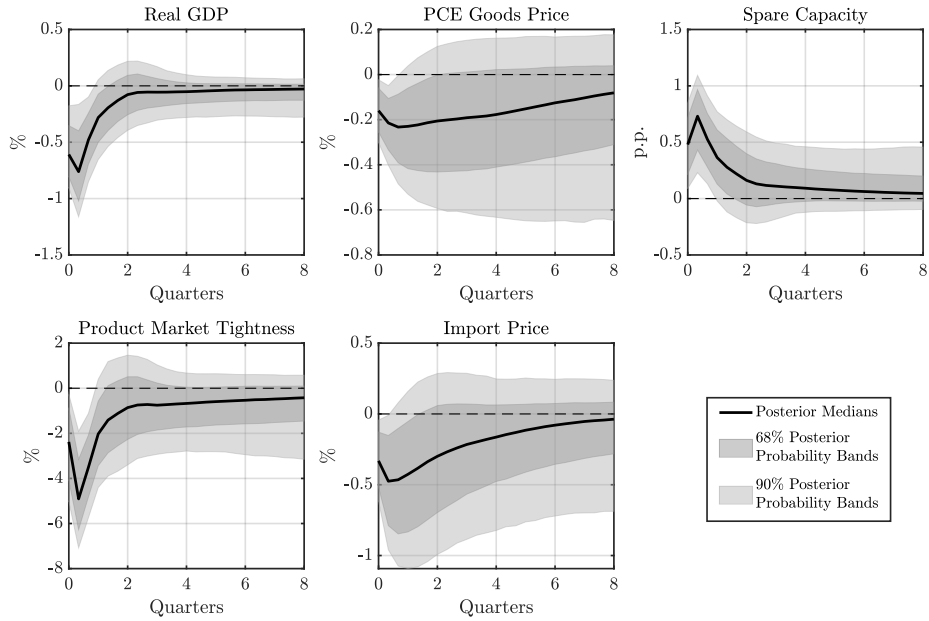 Real GDP
0.5
0
-0.5
-1
-1.5
%
0 2 4 6 8
Quarters
PCE Goods Price
0.2
0
-0.2
-0.4
-0.6
-0.8
%
0 2 4 6 8
Quarters
Spare Capacity
1.5
1
0.5
0
-0.5
p.p.
0 2 4 6 8
Quarters
Product Market Tightness
2
0
-2
-4
-6
-8
%
0 2 4 6 8
Quarters
Import Price
0.5
0
-0.5
-1
%
0 2 4 6 8
Quarters
Posterior Medians
68% Posterior
Probability Bands
90% Posterior
Probability Bands